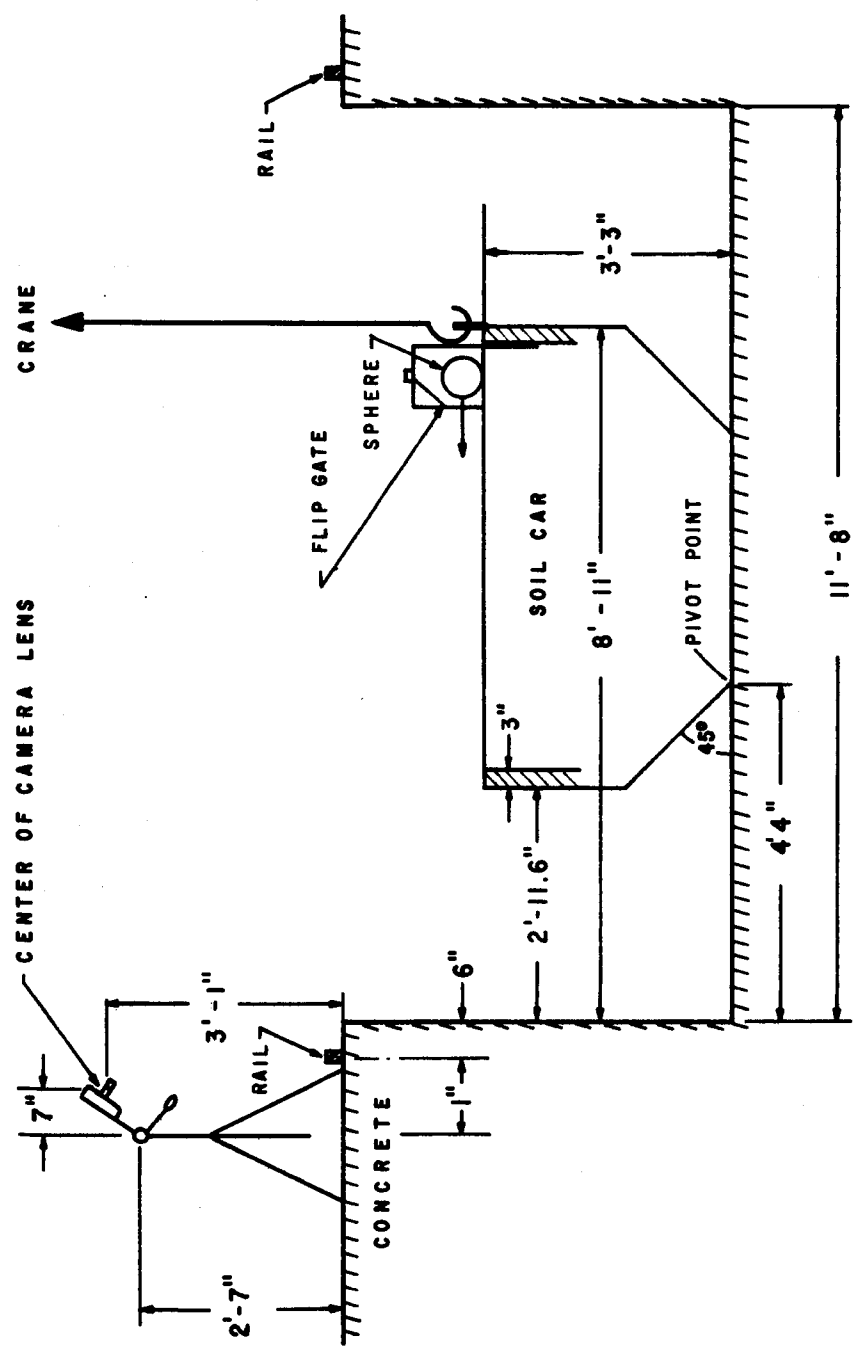 CENTER OF CAMERA LENS
CRANE
7"
3'-1"
2'-7"
RAIL
RAIL
FLIP GATE
SPHERE
CONCRETE
1"
6"
3"
2'-11.6"
SOIL CAR
8'-11"
3'-3"
PIVOT POINT
45°
4'4"
11'-8"